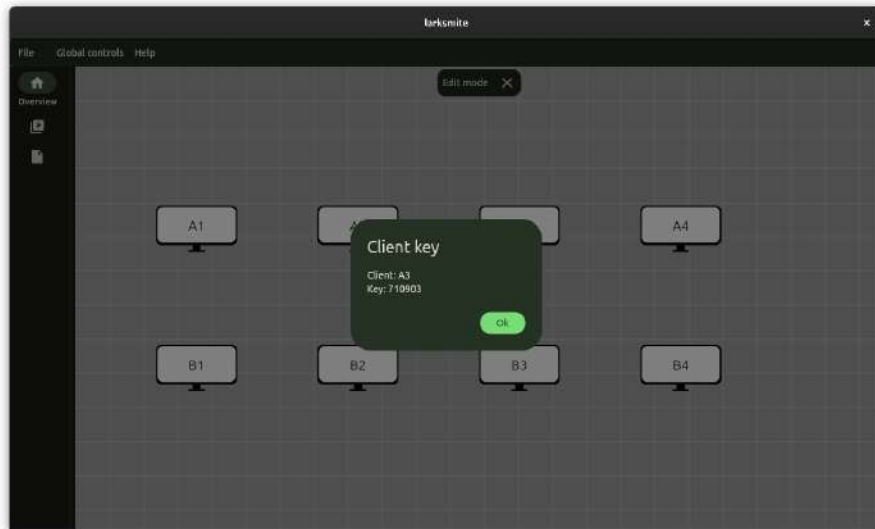 larksmite
File Global controls Help
Edit mode
Overview
A1
A4
Client key
Client: A3
Key: 710903
Ok
B1 B2 B3 B4